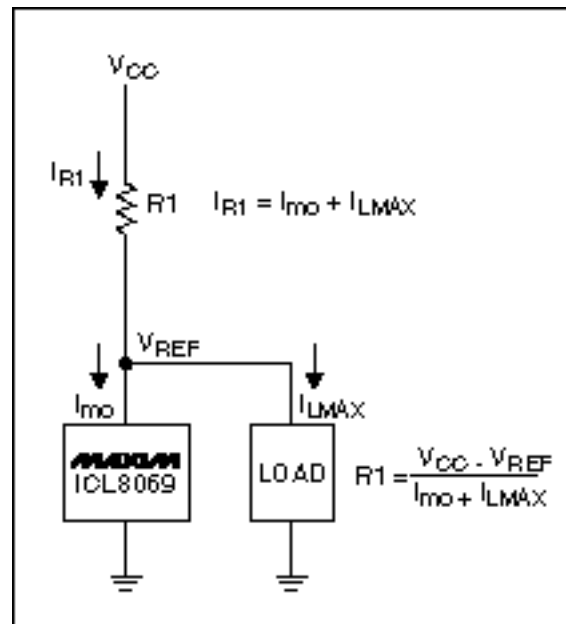 VCC
IR1
R1
IR1 = Imo + ILMAX
VREF
Imo
ILMAX
MAXIM
ICL8069
LOAD
R1 = VCC - VREF
Imo + ILMAX